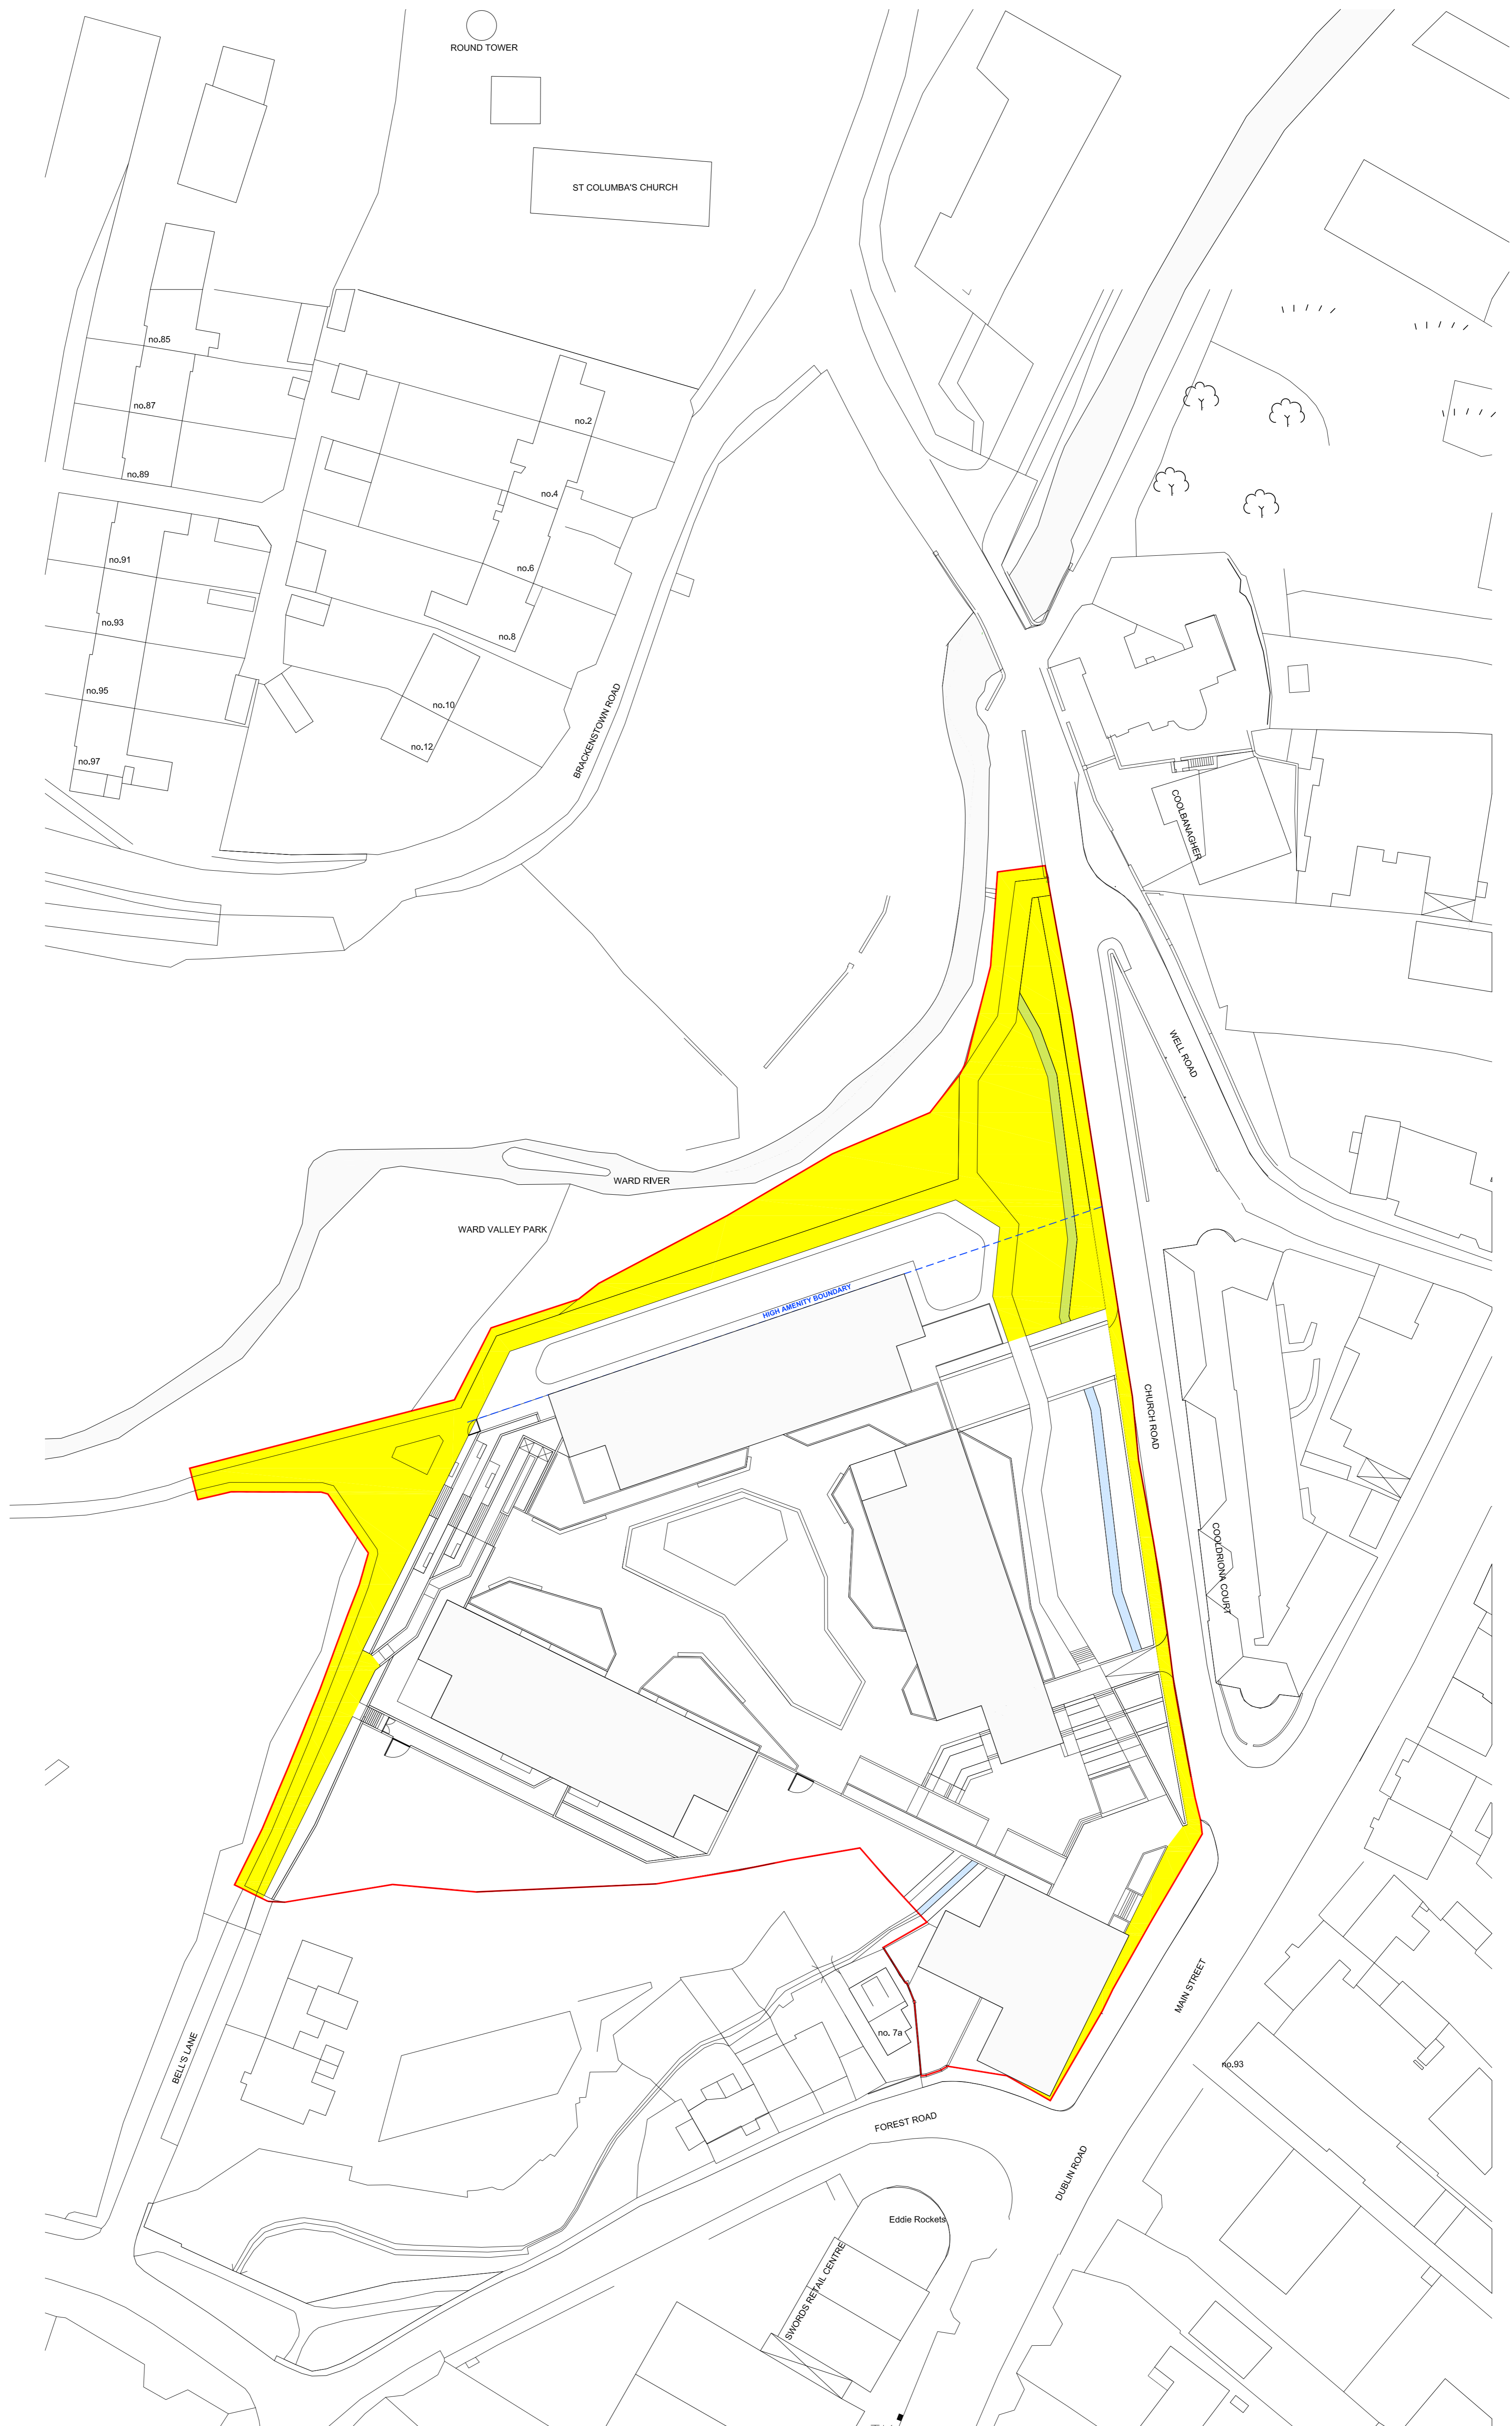 ROUND TOWER
ST COLUMBA'S CHURCH
no.85
no.87
no.89
no.2
no.4
no.6
no.8
no.91
no.93
no.95
no.97
no.10
no.12
BRACKENSTOWN ROAD
COOLBANAGHER
WELL ROAD
WARD RIVER
WARD VALLEY PARK
HIGH AMENITY BOUNDARY
CHURCH ROAD
COOLDRIONA COURT
MAIN STREET
no. 7a
BELL'S LANE
no.93
FOREST ROAD
DUBLIN ROAD
Eddie Rockets
SWORDS RETAIL CENTRE